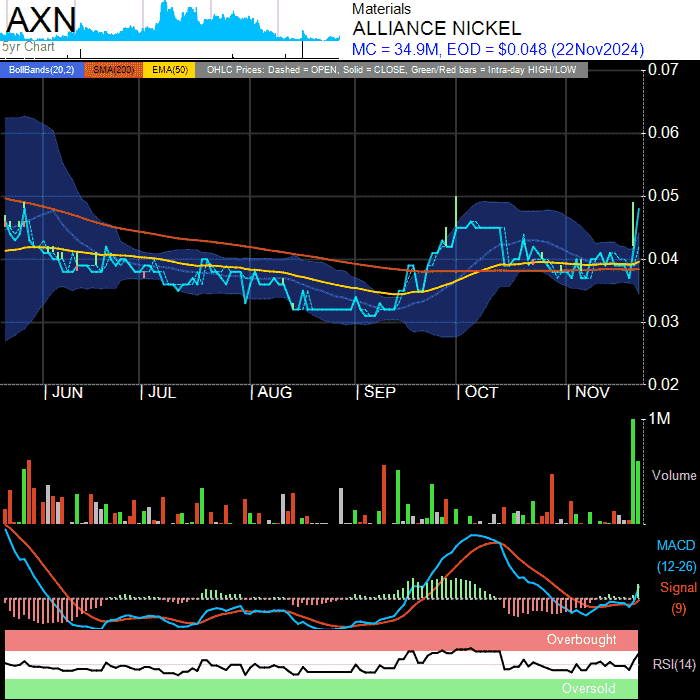 AXN
5yr Chart
Materials
ALLIANCE NICKEL
MC = 34.9M, EOD = $0.048 (22Nov2024)
BollBands(20,2) SMA(200) EMA(50) OHLC Prices: Dashed = OPEN, Solid = CLOSE, Green/Red bars = Intra-day HIGH/LOW
0.07
0.06
0.05
0.04
0.03
0.02
| JUN | JUL | AUG | SEP | OCT | NOV
1M
Volume
MACD
(12-26)
Signal
(9)
Overbought
RSI(14)
Oversold